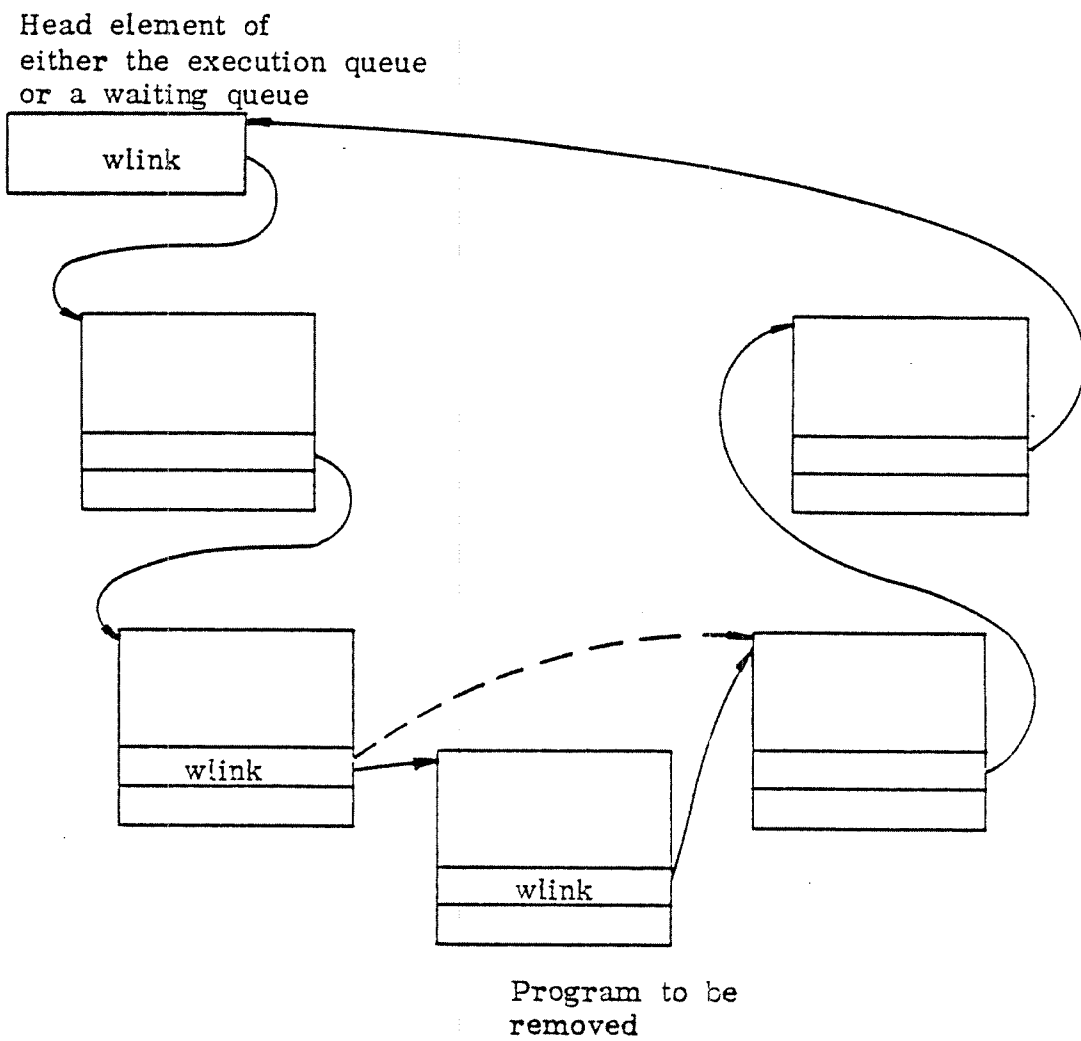 Head element of
either the execution queue
or a waiting queue
wlink
wlink
wlink
Program to be
removed